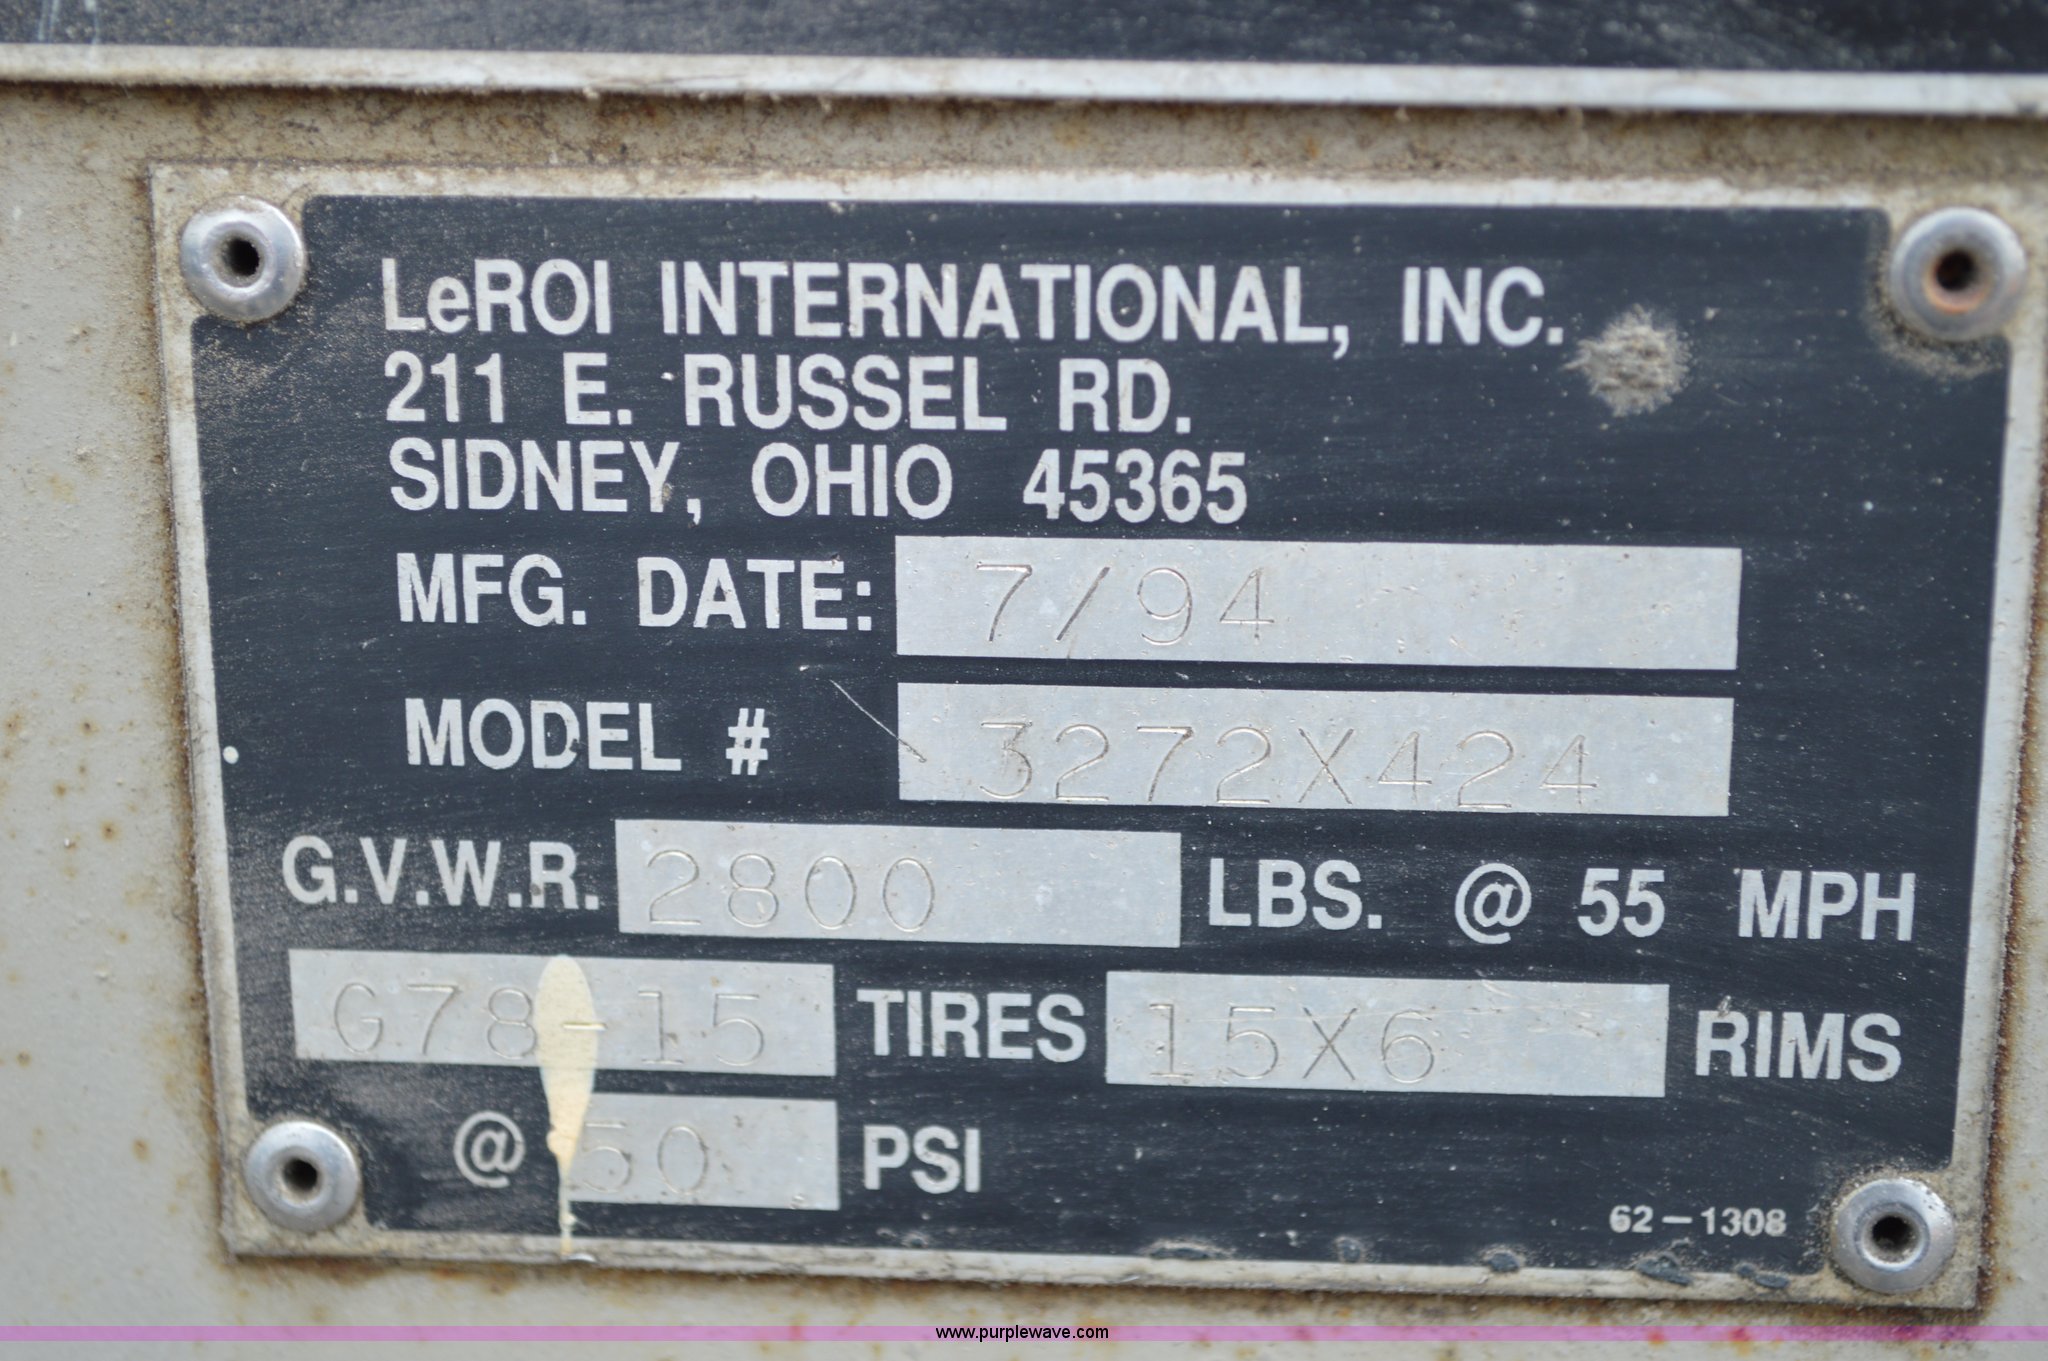 LeROI INTERNATIONAL, INC.
211 E. RUSSEL RD.
SIDNEY, OHIO 45365
MFG. DATE: 7/94
MODEL # 3272X424
G.V.W.R. 2800 LBS. @ 55 MPH
G78-15 TIRES 15X6 RIMS
@ 50 PSI
62-1308
www.purplewave.com